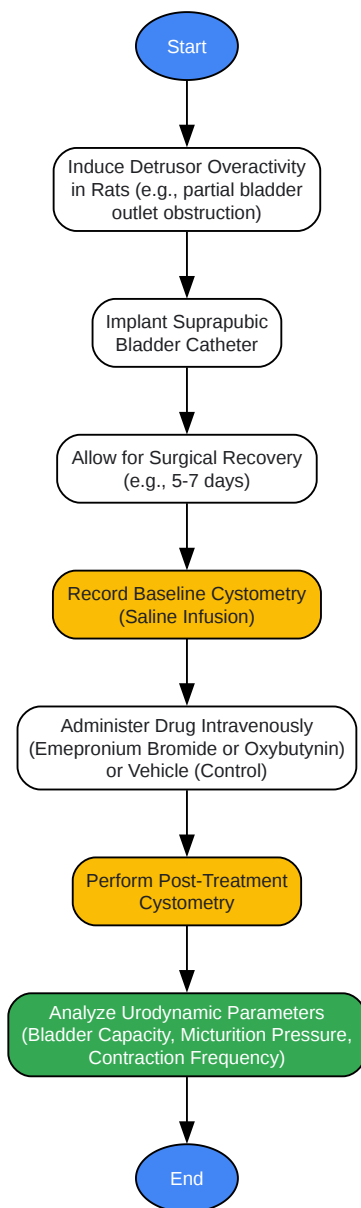 Start
Induce Detrusor Overactivity
in Rats (e.g., partial bladder
outlet obstruction)
Implant Suprapubic
Bladder Catheter
Allow for Surgical Recovery
(e.g., 5-7 days)
Record Baseline Cystometry
(Saline Infusion)
Administer Drug Intravenously
(Emepronium Bromide or Oxybutynin)
or Vehicle (Control)
Perform Post-Treatment
Cystometry
Analyze Urodynamic Parameters
(Bladder Capacity, Micturition Pressure,
Contraction Frequency)
End